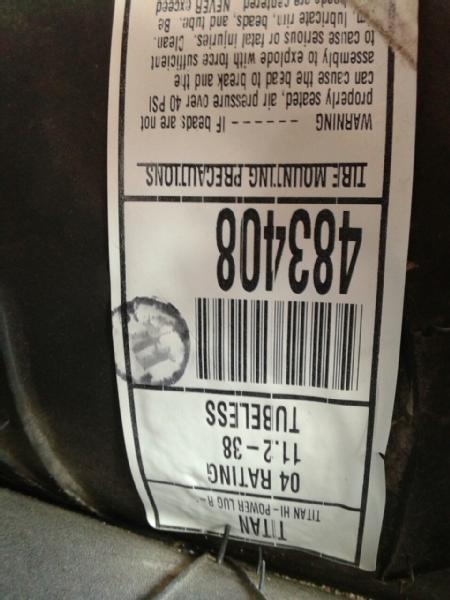 TITAN
TITAN HI-POWER LUG R-
04 RATING
11.2-38
TUBELESS
483408
TIRE MOUNTING PRECAUTIONS
WARNING ------- IF beads are not
properly seated, air pressure over 40 PSI
can cause the bead to break and the
assembly to explode with force sufficient
to cause serious or fatal injuries. Clean,
lubricate rim, beads, and tube. Be
beads are centered NEVER exceed